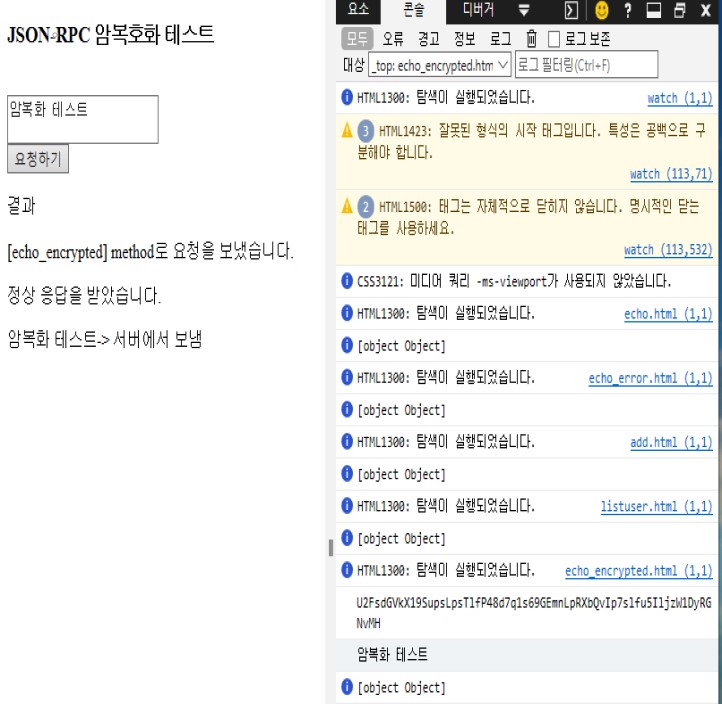 JSON-RPC 암복호화 테스트
암복화 테스트
요청하기
결과
[echo_encrypted] method로 요청을 보냈습니다.
정상 응답을 받았습니다.
암복화 테스트-> 서버에서 보냄
요소 콘솔 디버거 ? X
모두 오류 경고 정보 로그 로그 보존
대상 _top: echo_encrypted.htm 로그 필터링(Ctrl+F)
HTML1300: 탐색이 실행되었습니다. watch (1,1)
3 HTML1423: 잘못된 형식의 시작 태그입니다. 특성은 공백으로 구
분해야 합니다.
watch (113,71)
2 HTML1500: 태그는 자체적으로 닫히지 않습니다. 명시적인 닫는
태그를 사용하세요.
watch (113,532)
CSS3121: 미디어 쿼리 -ms-viewport가 사용되지 않았습니다.
HTML1300: 탐색이 실행되었습니다. echo.html (1,1)
[object Object]
HTML1300: 탐색이 실행되었습니다. echo_error.html (1,1)
[object Object]
HTML1300: 탐색이 실행되었습니다. add.html (1,1)
[object Object]
HTML1300: 탐색이 실행되었습니다. listuser.html (1,1)
[object Object]
HTML1300: 탐색이 실행되었습니다. echo_encrypted.html (1,1)
U2FsdGVkX19SupsLpsTlfP48d7q1s69GEmnLpRXbQvIp7slfu5IljzW1DyRG
NvMH
암복화 테스트
[object Object]